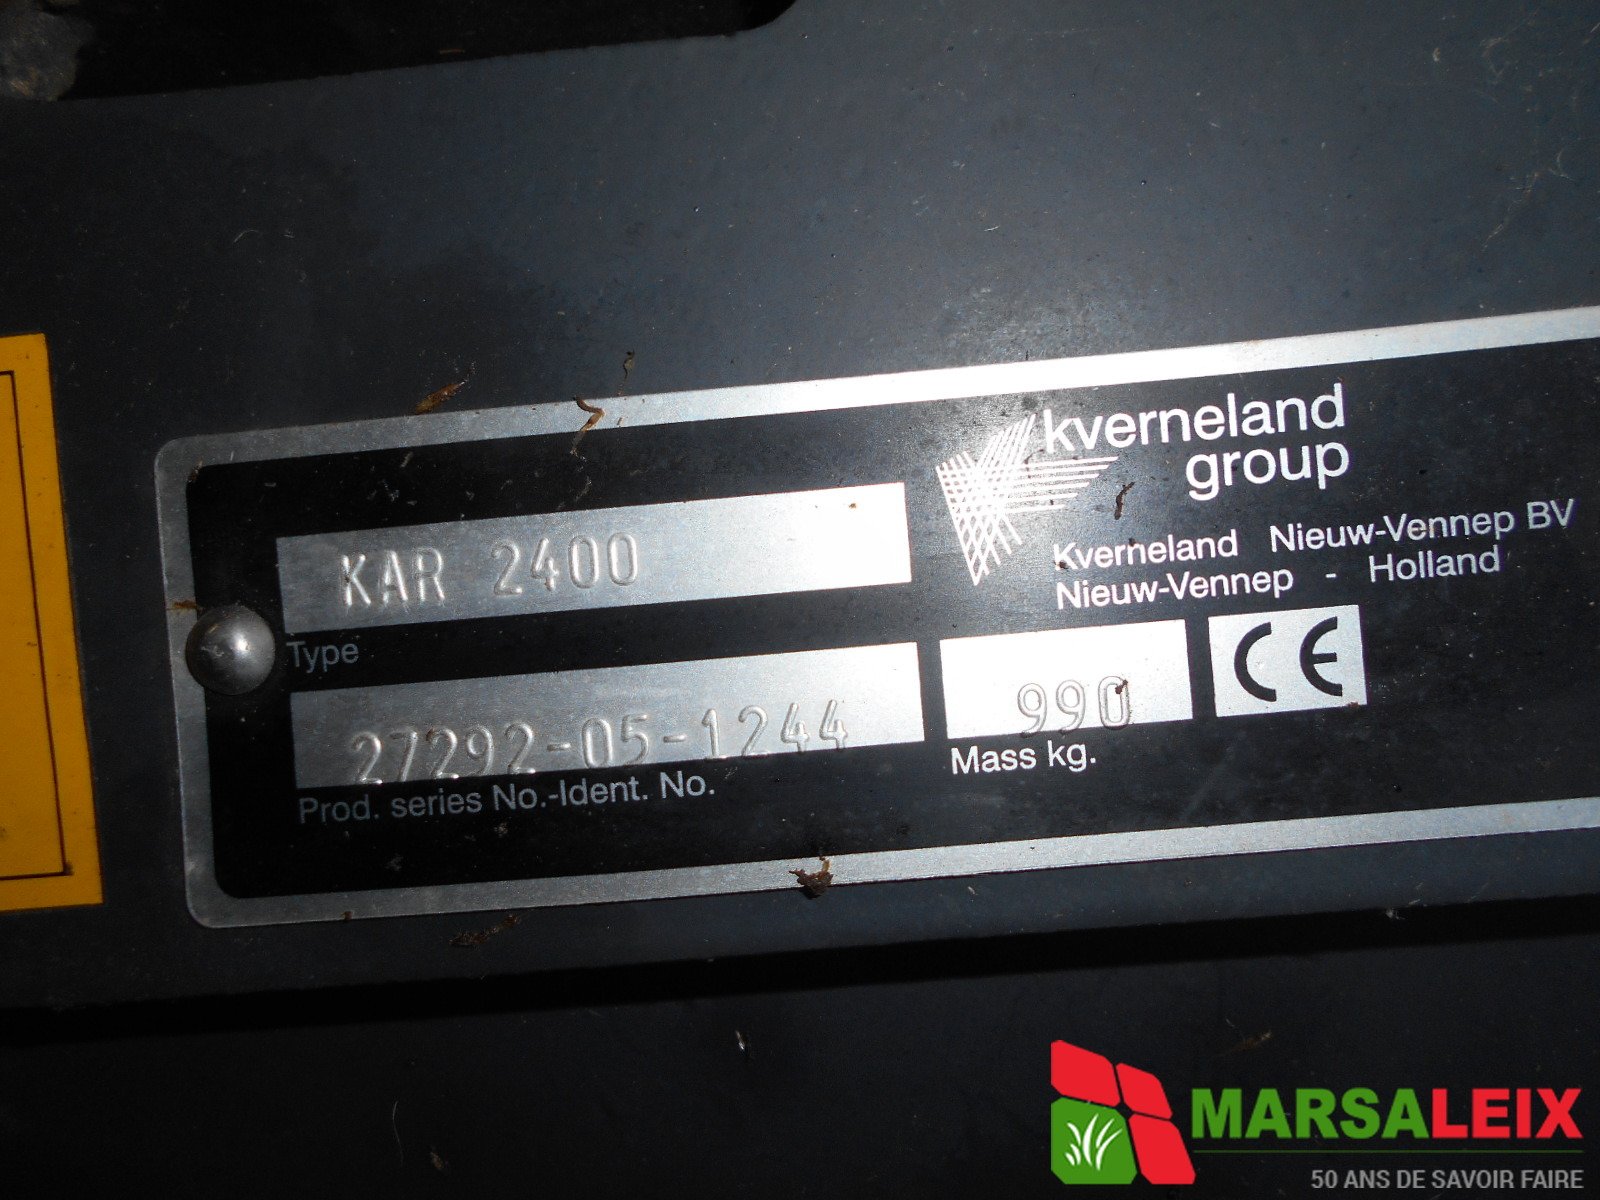 kverneland
group
Kverneland Nieuw-Vennep BV
Nieuw-Vennep - Holland
KAR 2400
Type
27292-05-1244
Prod. series No.-Ident. No.
990
Mass kg.
CE
MARSALEIX
50 ANS DE SAVOIR FAIRE